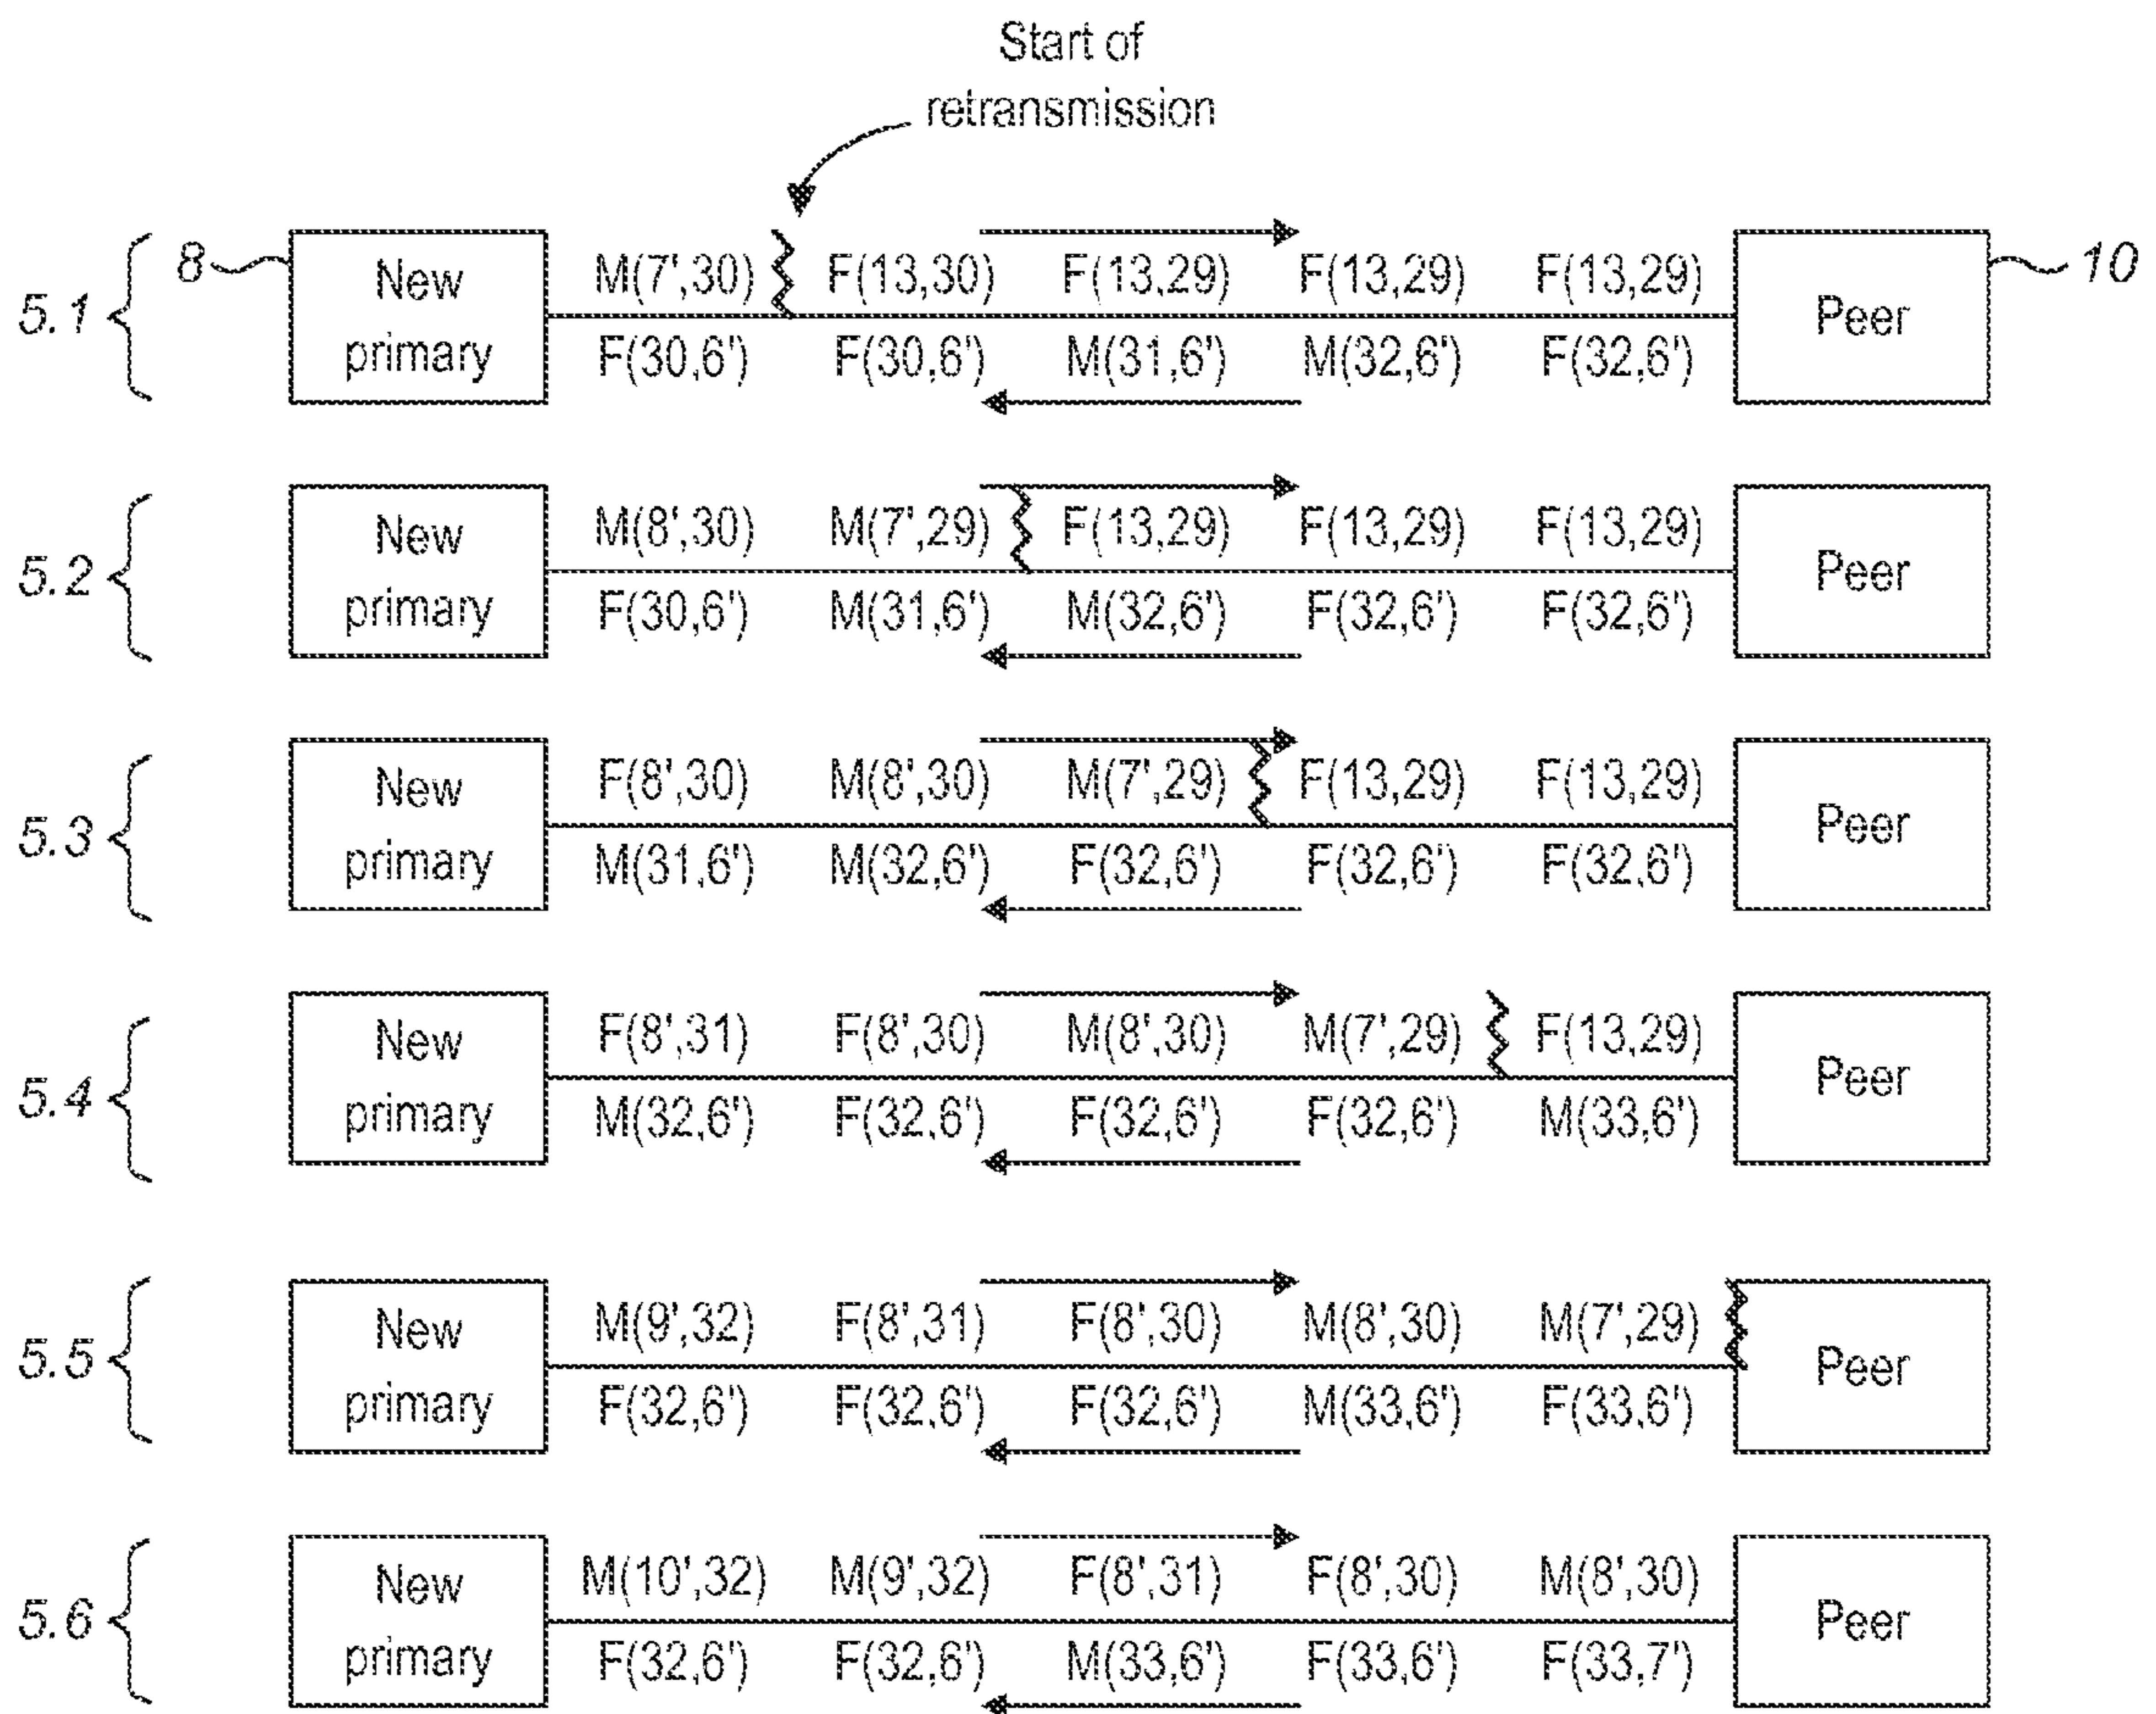 Start of
retransmission
5.1
8
New
primary
M(7',30) F(13,30) F(13,29) F(13,29) F(13,29)
F(30,6') F(30,6') M(31,6') M(32,6') F(32,6')
Peer
10
5.2
New
primary
M(8',30) M(7',29) F(13,29) F(13,29) F(13,29)
F(30,6') M(31,6') M(32,6') F(32,6') F(32,6')
Peer
5.3
New
primary
F(8',30) M(8',30) M(7',29) F(13,29) F(13,29)
M(31,6') M(32,6') F(32,6') F(32,6') F(32,6')
Peer
5.4
New
primary
F(8',31) F(8',30) M(8',30) M(7',29) F(13,29)
M(32,6') F(32,6') F(32,6') F(32,6') M(33,6')
Peer
5.5
New
primary
M(9',32) F(8',31) F(8',30) M(8',30) M(7',29)
F(32,6') F(32,6') F(32,6') M(33,6') F(33,6')
Peer
5.6
New
primary
M(10',32) M(9',32) F(8',31) F(8',30) M(8',30)
F(32,6') F(32,6') M(33,6') F(33,6') F(33,7')
Peer